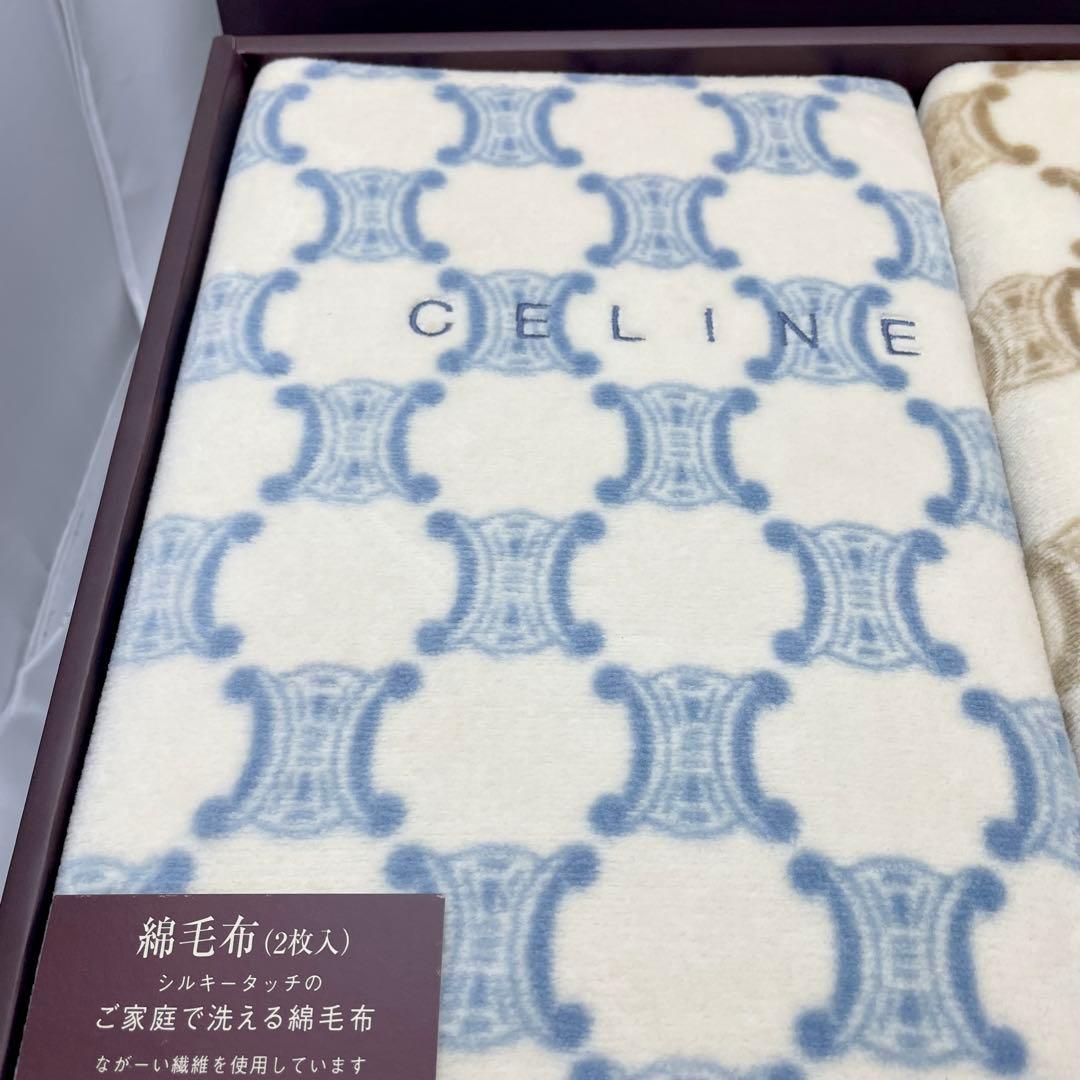 CELINE
綿毛布(2枚入)
シルキータッチの
ご家庭で洗える綿毛布
ながーい繊維を使用しています